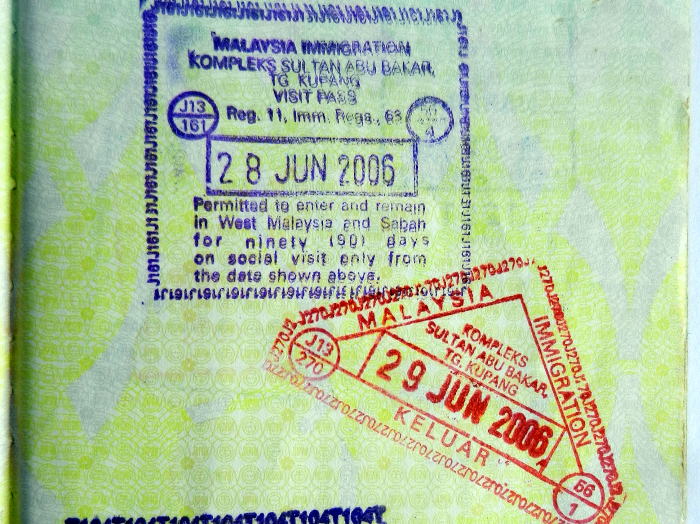 MALAYSIA IMMIGRATION
KOMPLEKS SULTAN ABU BAKAR,
TG. KUPANG
VISIT PASS
J13
161
Reg. 11, Imm. Regs., 63
28 JUN 2006
Permitted to enter and remain
in West Malaysia and Sabah
for ninety (90) days
on social visit only from
the date shown above.
MALAYSIA
IMMIGRATION
KOMPLEKS
SULTAN ABU BAKAR,
TG. KUPANG
J13
270
29 JUN 2006
KELUAR
56
1